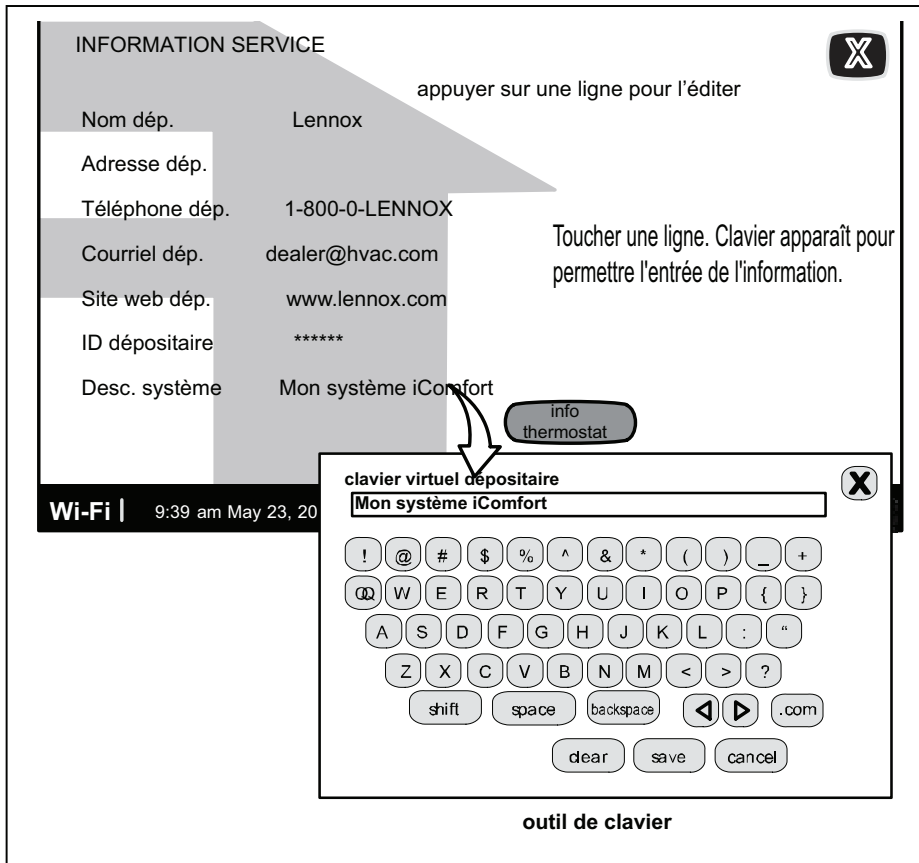 INFORMATION SERVICE
X
appuyer sur une ligne pour l'éditer
Nom dép. Lennox
Adresse dép.
Téléphone dép. 1-800-0-LENNOX
Toucher une ligne. Clavier apparaît pour
permettre l'entrée de l'information.
Courriel dép. dealer@hvac.com
Site web dép. www.lennox.com
ID dépositaire ******
Desc. système Mon système iComfort
info
thermostat
Wi-Fi 9:39 am May 23, 20
clavier virtuel dépositaire
X
Mon système iComfort
! @ # $ % ^ & * ( ) _ +
Q W E R T Y U I O P { }
A S D F G H J K L : “
Z X C V B N M < > ?
shift space backspace .com
clear save cancel
outil de clavier